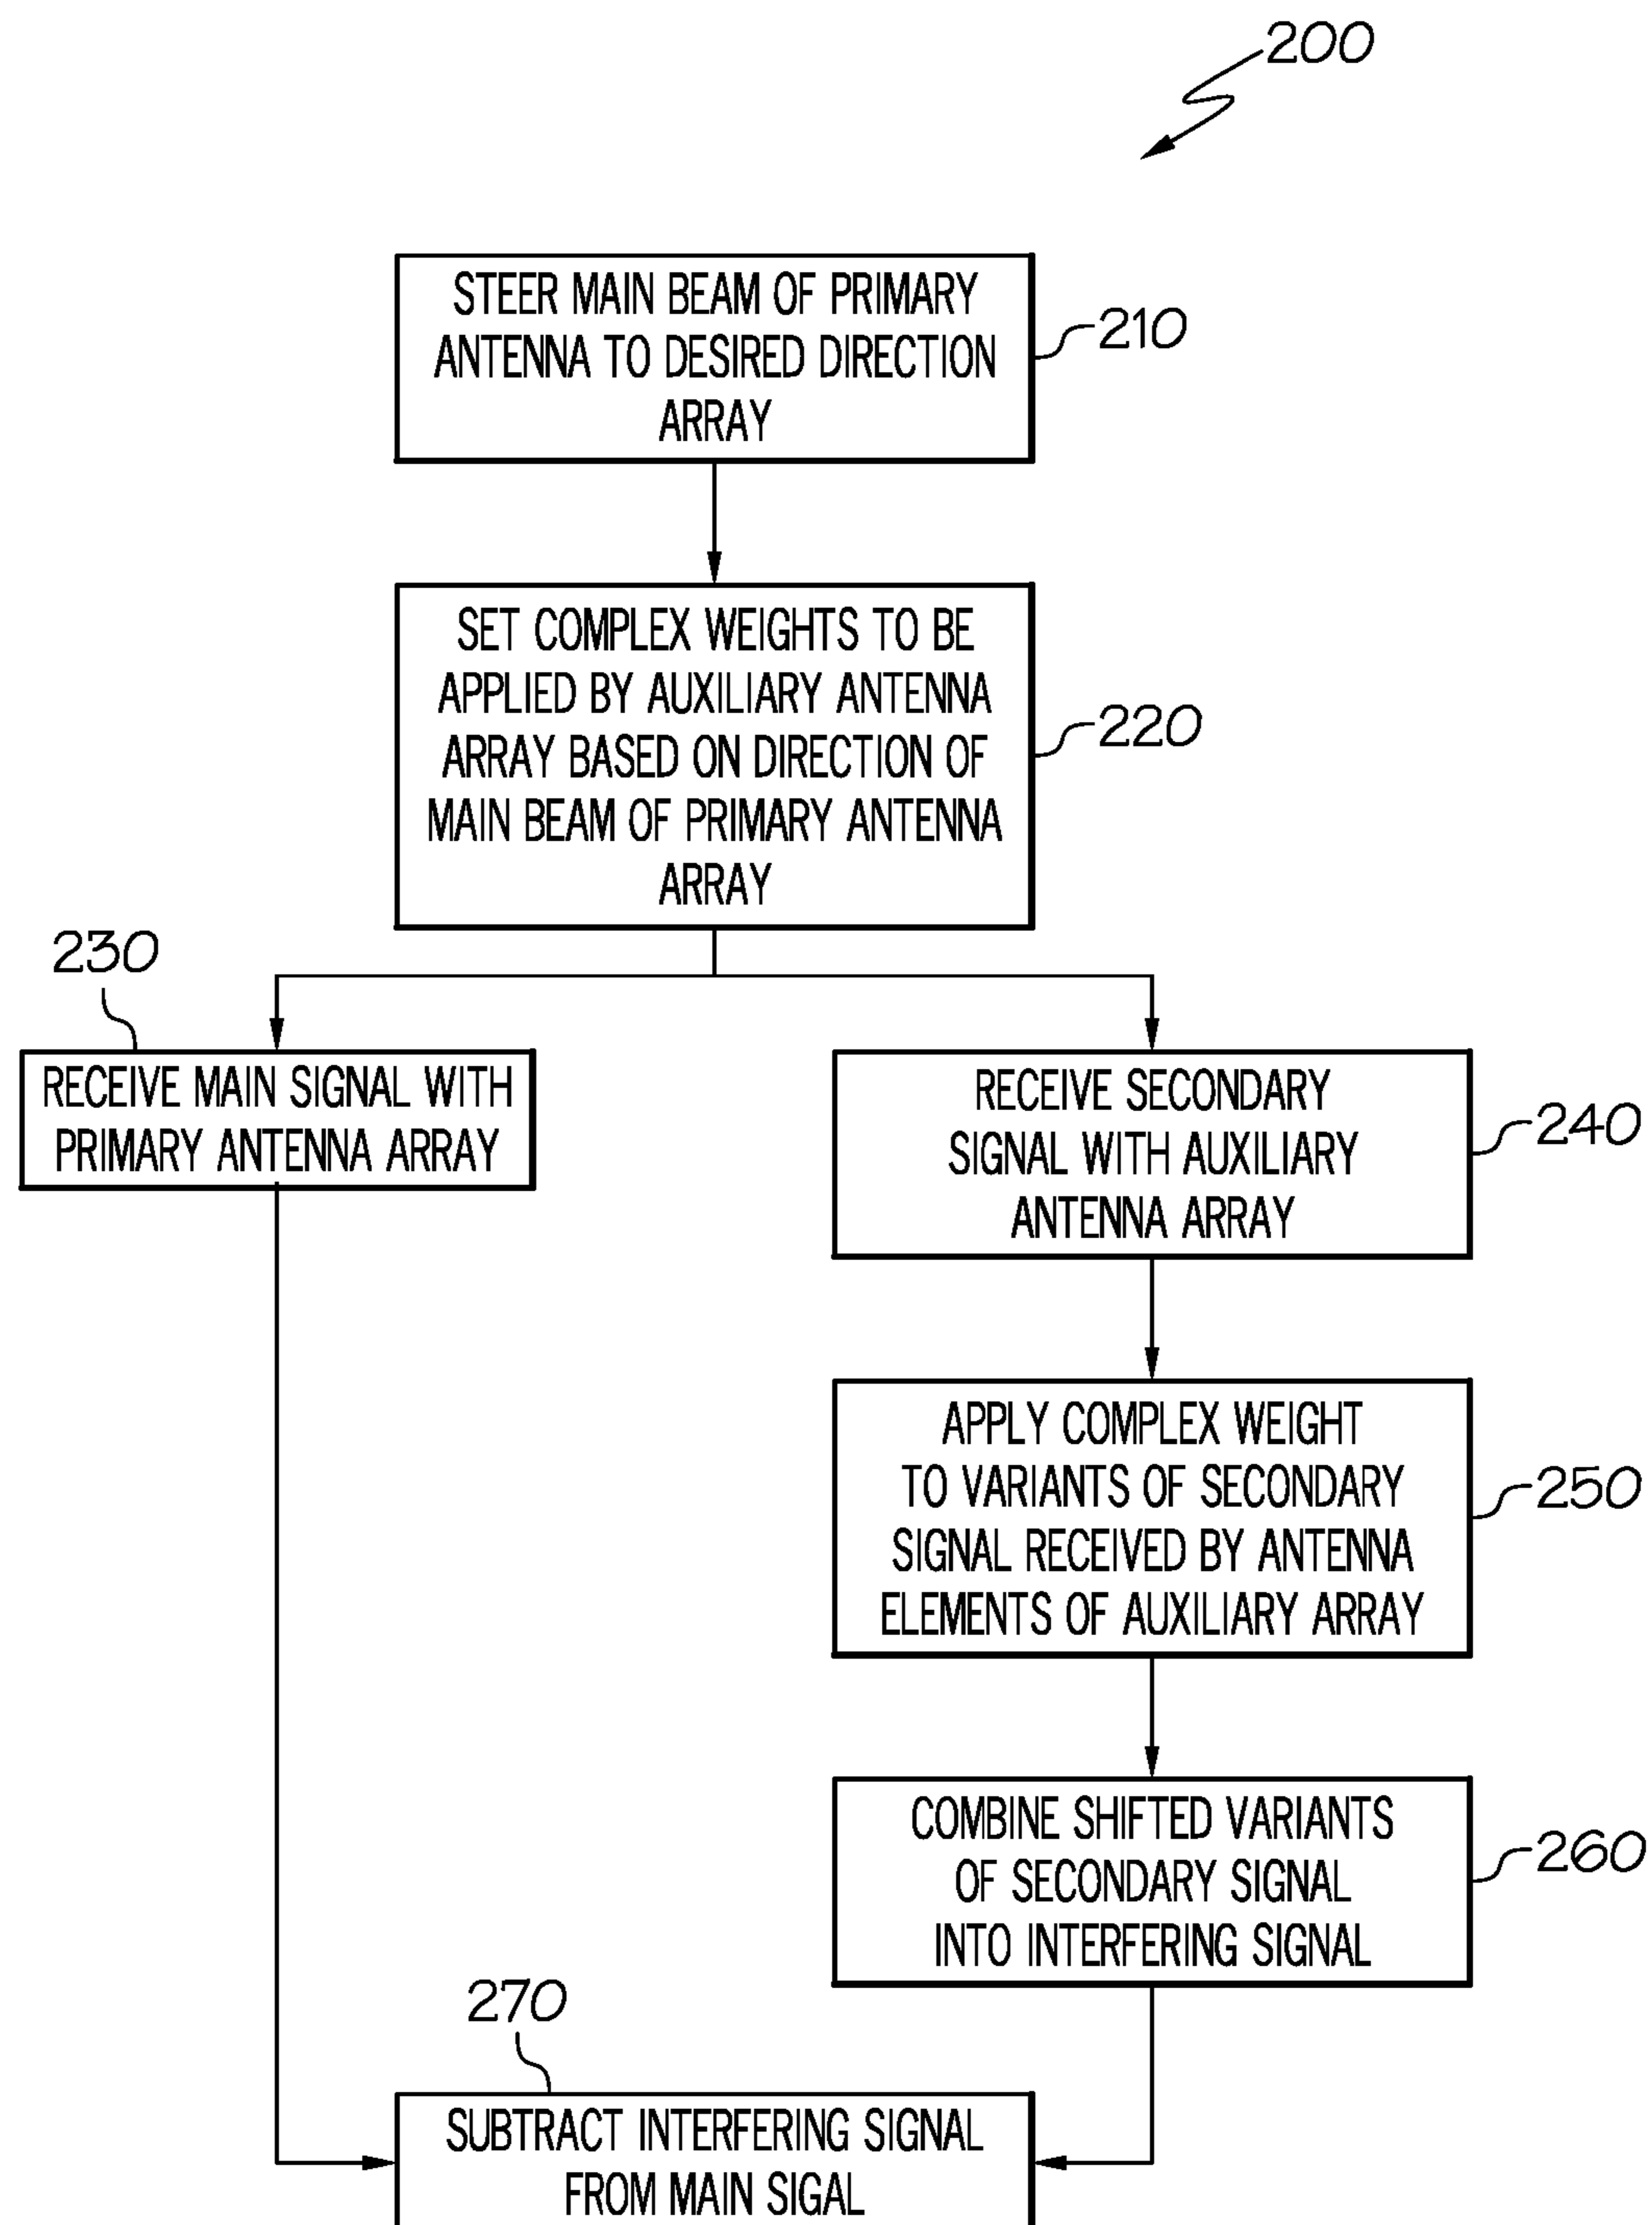 200
STEER MAIN BEAM OF PRIMARY
ANTENNA TO DESIRED DIRECTION
ARRAY
210
SET COMPLEX WEIGHTS TO BE
APPLIED BY AUXILIARY ANTENNA
ARRAY BASED ON DIRECTION OF
MAIN BEAM OF PRIMARY ANTENNA
ARRAY
220
230
RECEIVE MAIN SIGNAL WITH
PRIMARY ANTENNA ARRAY
RECEIVE SECONDARY
SIGNAL WITH AUXILIARY
ANTENNA ARRAY
240
APPLY COMPLEX WEIGHT
TO VARIANTS OF SECONDARY
SIGNAL RECEIVED BY ANTENNA
ELEMENTS OF AUXILIARY ARRAY
250
COMBINE SHIFTED VARIANTS
OF SECONDARY SIGNAL
INTO INTERFERING SIGNAL
260
270
SUBTRACT INTERFERING SIGNAL
FROM MAIN SIGAL